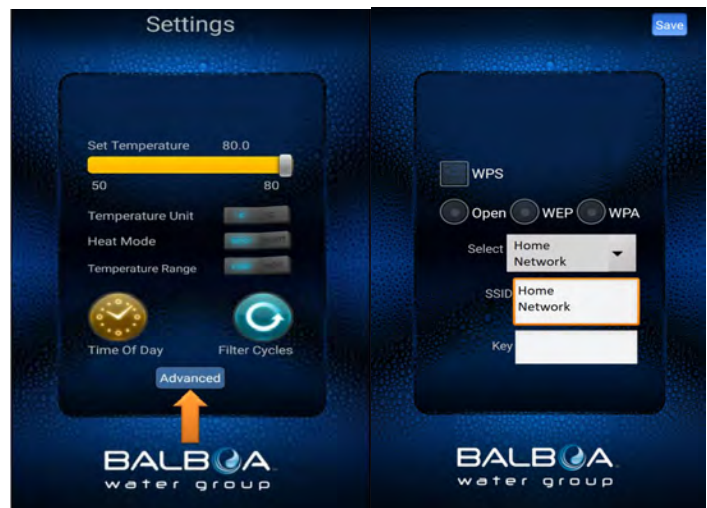 Settings
Set Temperature 80.0
50 80
Temperature Unit
Heat Mode
Temperature Range
Time Of Day Filter Cycles
Advanced
BALBOA
water group
Save
WPS
Open WEP WPA
Select Home
Network
SSID Home
Network
Key
BALBOA
water group